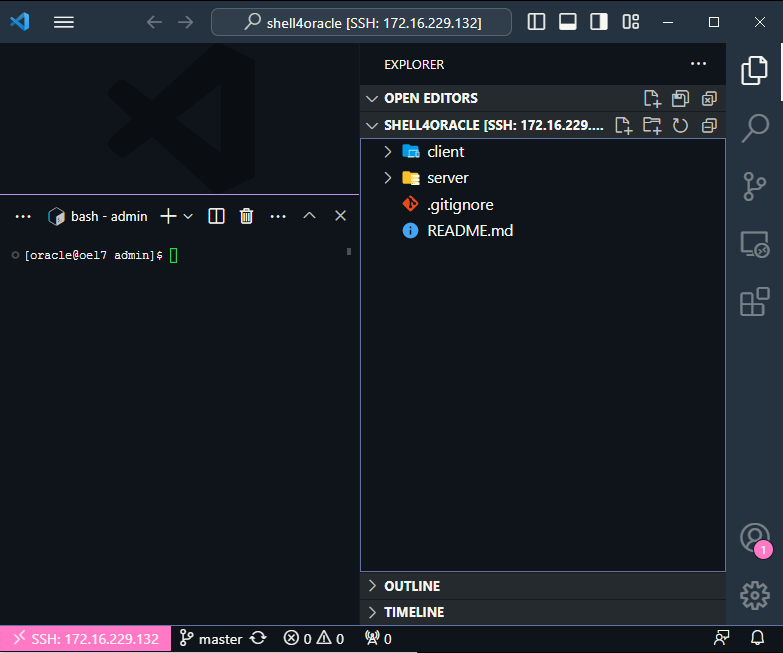 shell4oracle [SSH: 172.16.229.132]
EXPLORER
OPEN EDITORS
SHELL4ORACLE [SSH: 172.16.229....
client
server
.gitignore
README.md
OUTLINE
TIMELINE
bash - admin
[oracle@oel7 admin]$
1
SSH: 172.16.229.132
master
0
0
0